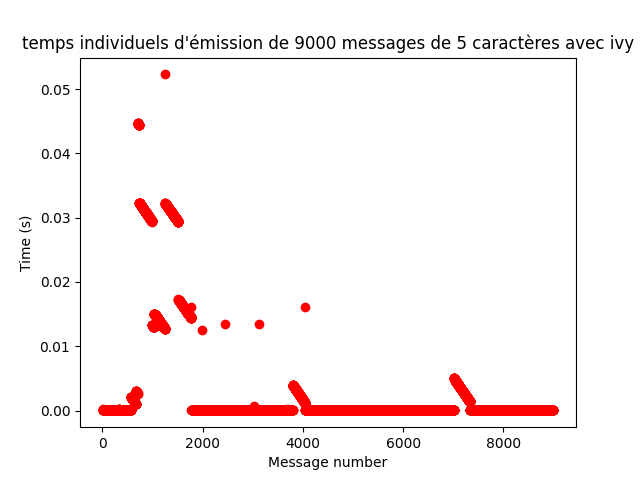 temps individuels d'émission de 9000 messages de 5 caractères avec ivy
0.05
0.04
0.03
0.02
0.01
0.00
Time (s)
0 2000 4000 6000 8000
Message number